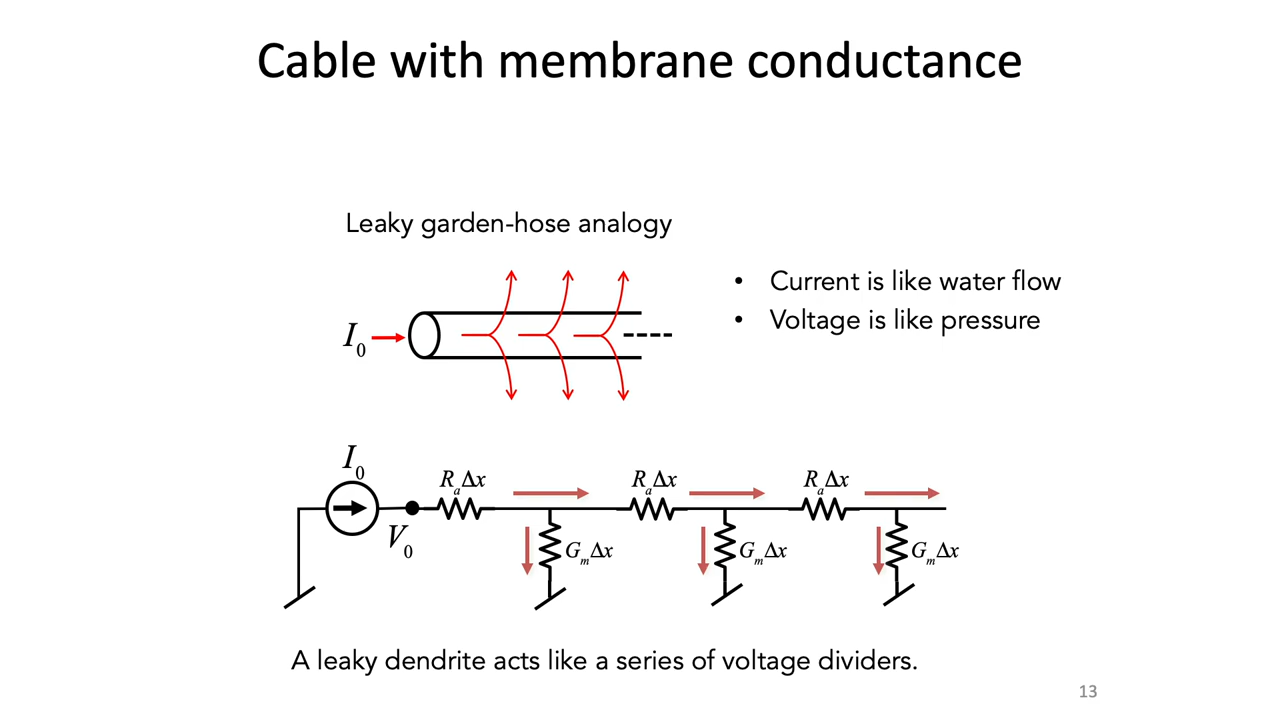 Cable with membrane conductance
Leaky garden-hose analogy
• Current is like water flow
• Voltage is like pressure
I₀
I₀
RₐΔx
RₐΔx
RₐΔx
V₀
GₘΔx
GₘΔx
GₘΔx
A leaky dendrite acts like a series of voltage dividers.
13